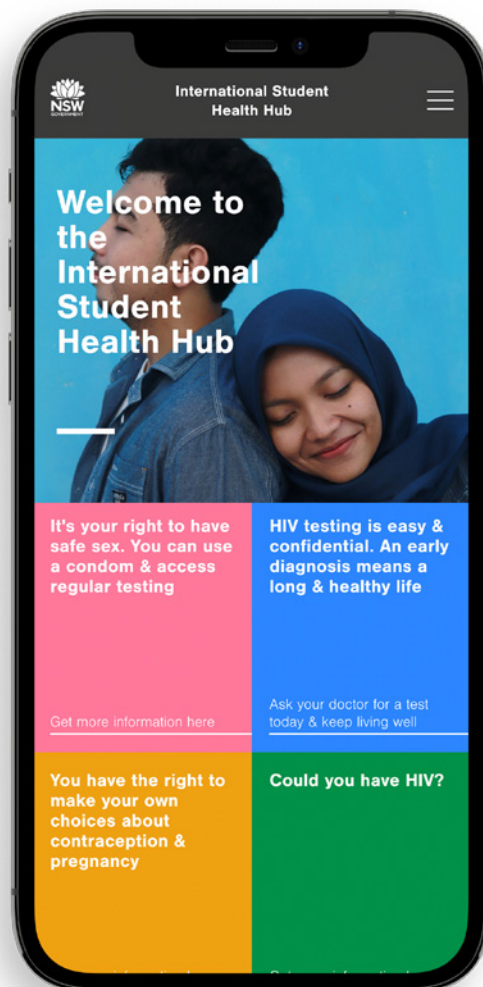 NSW
GOVERNMENT
International Student
Health Hub
Welcome to
the
International
Student
Health Hub
It's your right to have
safe sex. You can use
a condom & access
regular testing
Get more information here
HIV testing is easy &
confidential. An early
diagnosis means a
long & healthy life
Ask your doctor for a test
today & keep living well
You have the right to
make your own
choices about
contraception &
pregnancy
Could you have HIV?